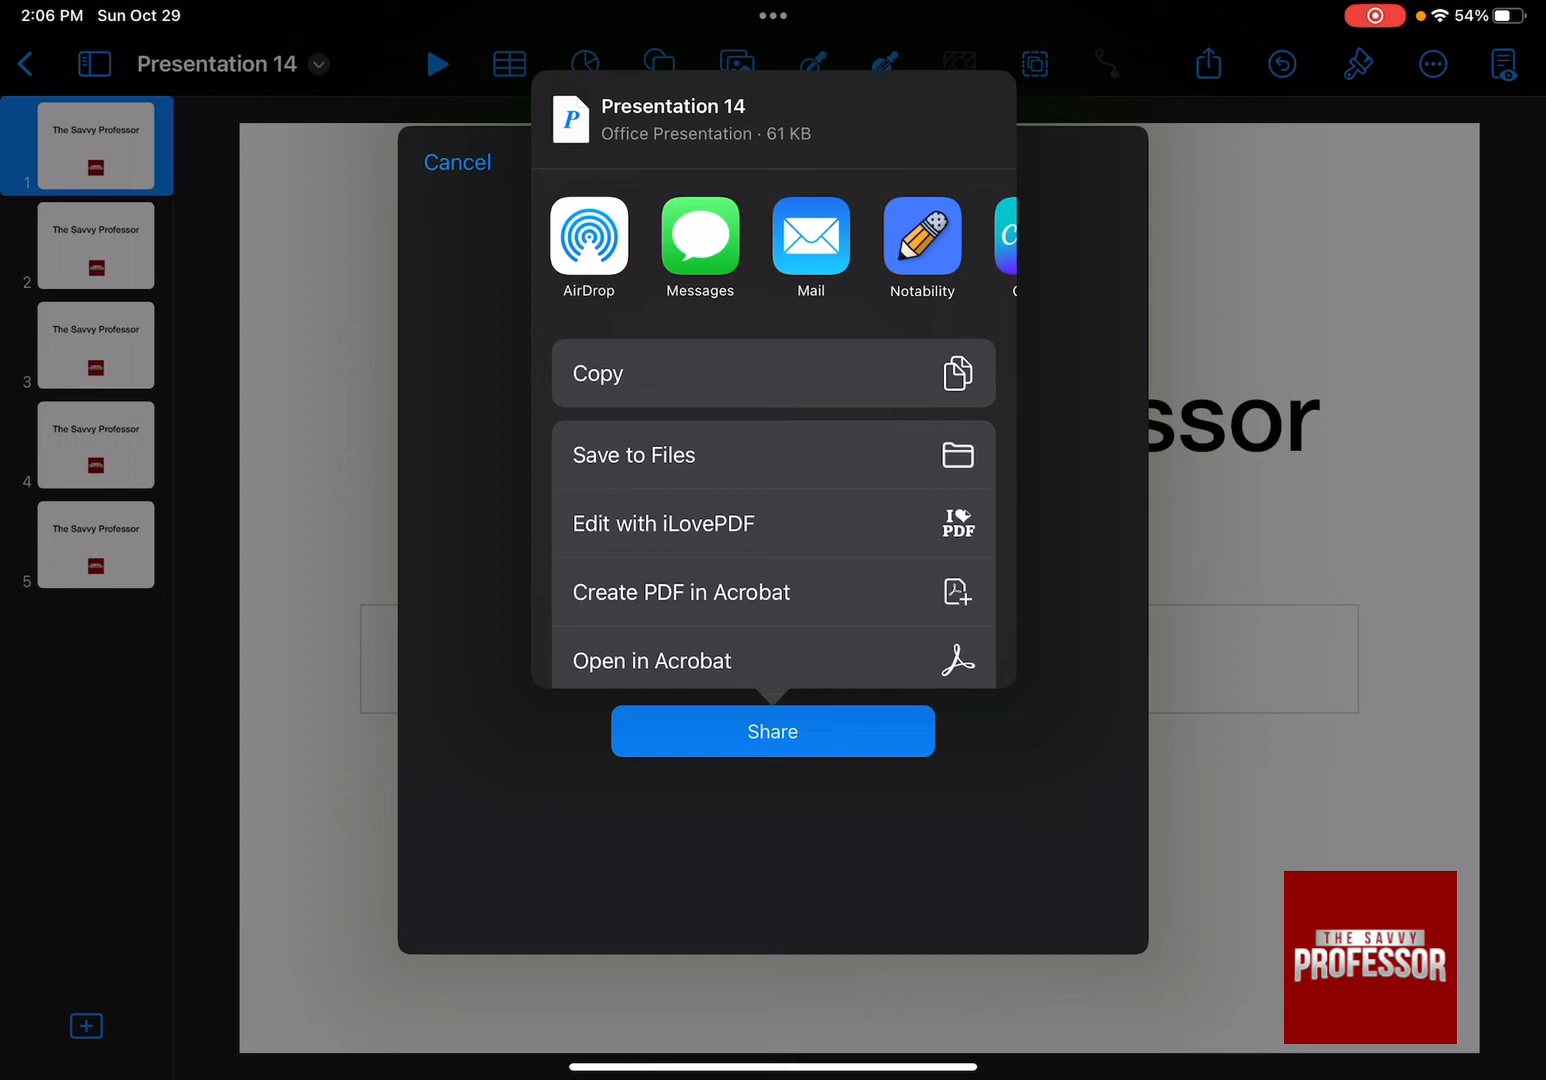 2:06 PM Sun Oct 29
54%
Presentation 14
The Savvy Professor
1
The Savvy Professor
2
The Savvy Professor
3
The Savvy Professor
4
The Savvy Professor
5
Cancel
P
Presentation 14
Office Presentation · 61 KB
AirDrop
Messages
Mail
Notability
Copy
Save to Files
Edit with iLovePDF
I
PDF
Create PDF in Acrobat
Open in Acrobat
Share
ssor
THE SAVVY
PROFESSOR